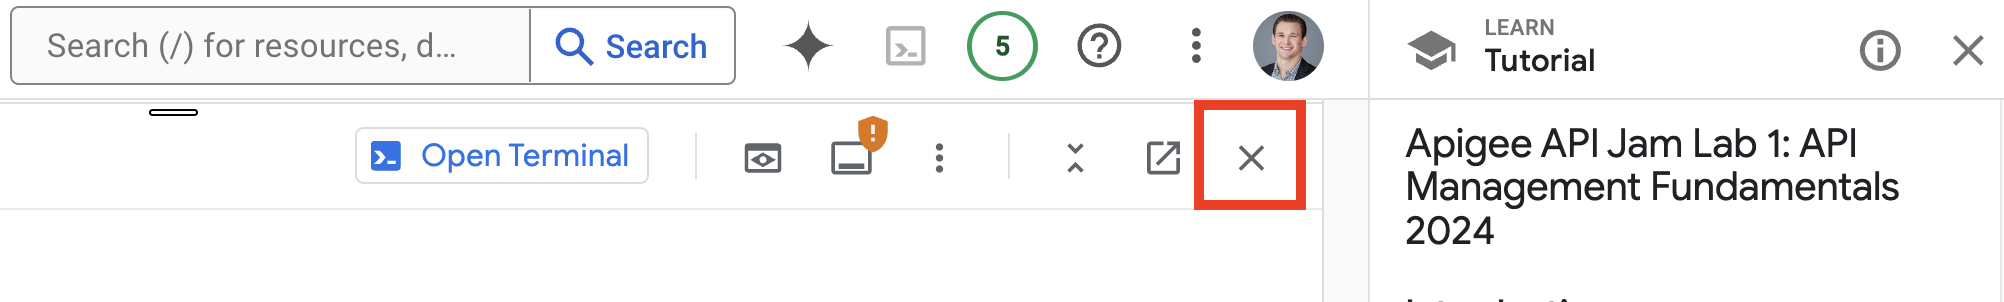 Search (/) for resources, d...
Search
5
LEARN
Tutorial
Open Terminal
Apigee API Jam Lab 1: API
Management Fundamentals
2024